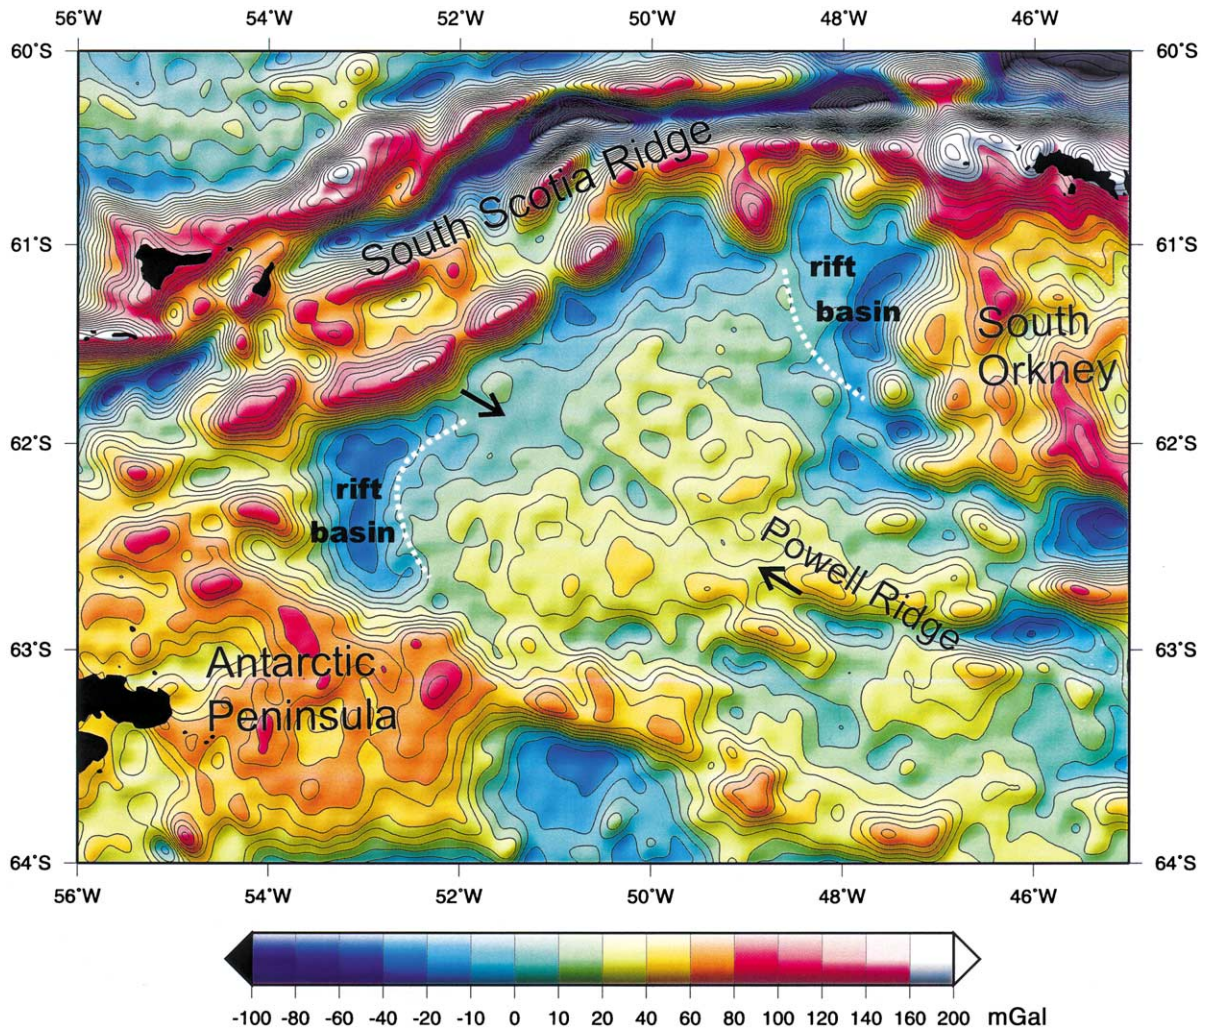 56°W 54°W 52°W 50°W 48°W 46°W
60°S 60°S
South Scotia Ridge
61°S 61°S
rift
basin
South
Orkney
62°S 62°S
rift
basin
Powell Ridge
63°S 63°S
Antarctic
Peninsula
64°S 64°S
56°W 54°W 52°W 50°W 48°W 46°W
-100 -80 -60 -40 -20 -10 0 10 20 40 60 80 100 120 140 160 200 mGal